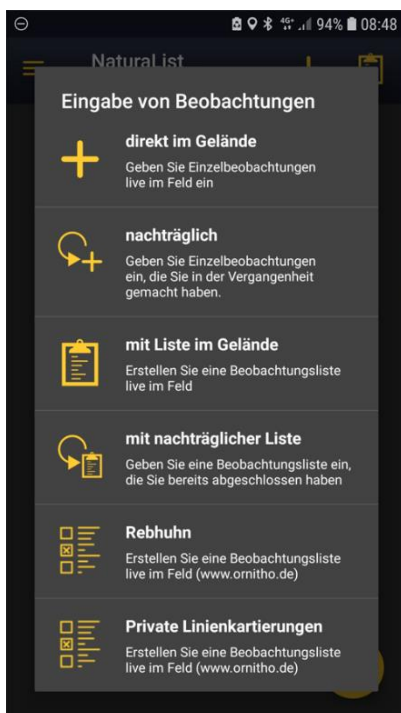 4G+ 94% 08:48
NaturaList
Eingabe von Beobachtungen
direkt im Gelände
Geben Sie Einzelbeobachtungen
live im Feld ein
nachträglich
Geben Sie Einzelbeobachtungen
ein, die Sie in der Vergangenheit
gemacht haben.
mit Liste im Gelände
Erstellen Sie eine Beobachtungsliste
live im Feld
mit nachträglicher Liste
Geben Sie eine Beobachtungsliste ein,
die Sie bereits abgeschlossen haben
Rebhuhn
Erstellen Sie eine Beobachtungsliste
live im Feld (www.ornitho.de)
Private Linienkartierungen
Erstellen Sie eine Beobachtungsliste
live im Feld (www.ornitho.de)